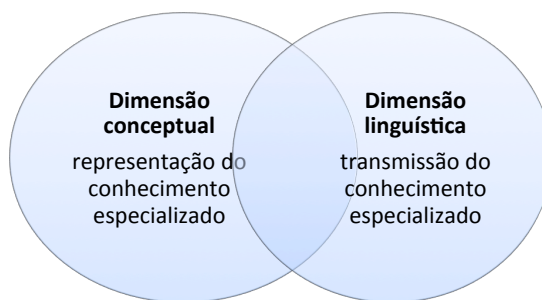 Dimensão
conceptual
representação do
conhecimento
especializado
Dimensão
linguística
transmissão do
conhecimento
especializado